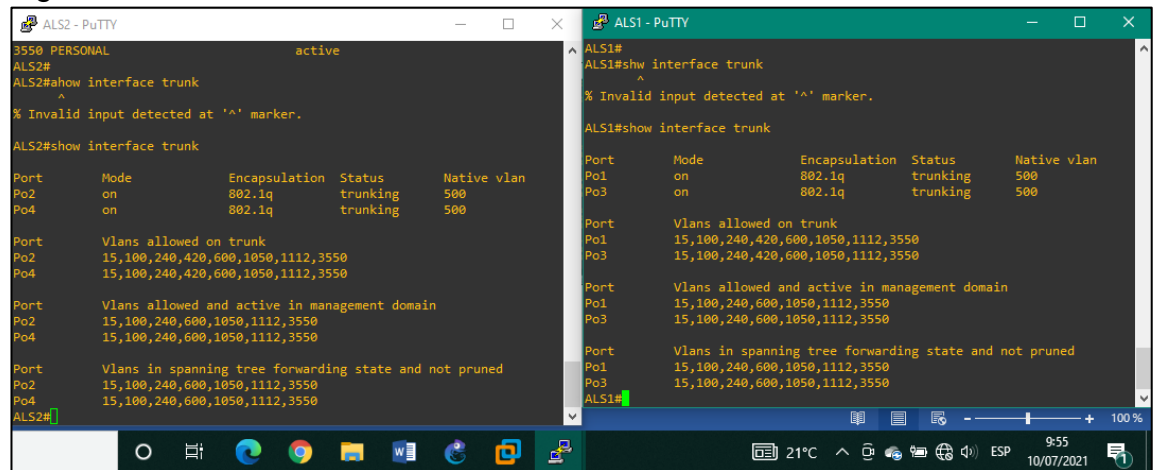 ALS2 - PuTTY
3550 PERSONAL active
ALS2#
ALS2#ahow interface trunk
^
% Invalid input detected at '^' marker.
ALS2#show interface trunk
Port Mode Encapsulation Status Native vlan
Po2 on 802.1q trunking 500
Po4 on 802.1q trunking 500
Port Vlans allowed on trunk
Po2 15,100,240,420,600,1050,1112,3550
Po4 15,100,240,420,600,1050,1112,3550
Port Vlans allowed and active in management domain
Po2 15,100,240,600,1050,1112,3550
Po4 15,100,240,600,1050,1112,3550
Port Vlans in spanning tree forwarding state and not pruned
Po2 15,100,240,600,1050,1112,3550
Po4 15,100,240,600,1050,1112,3550
ALS2#
ALS1 - PuTTY
ALS1#
ALS1#shw interface trunk
^
% Invalid input detected at '^' marker.
ALS1#show interface trunk
Port Mode Encapsulation Status Native vlan
Po1 on 802.1q trunking 500
Po3 on 802.1q trunking 500
Port Vlans allowed on trunk
Po1 15,100,240,420,600,1050,1112,3550
Po3 15,100,240,420,600,1050,1112,3550
Port Vlans allowed and active in management domain
Po1 15,100,240,600,1050,1112,3550
Po3 15,100,240,600,1050,1112,3550
Port Vlans in spanning tree forwarding state and not pruned
Po1 15,100,240,600,1050,1112,3550
Po3 15,100,240,600,1050,1112,3550
ALS1#
100 %
21°C ESP 9:55
10/07/2021
1